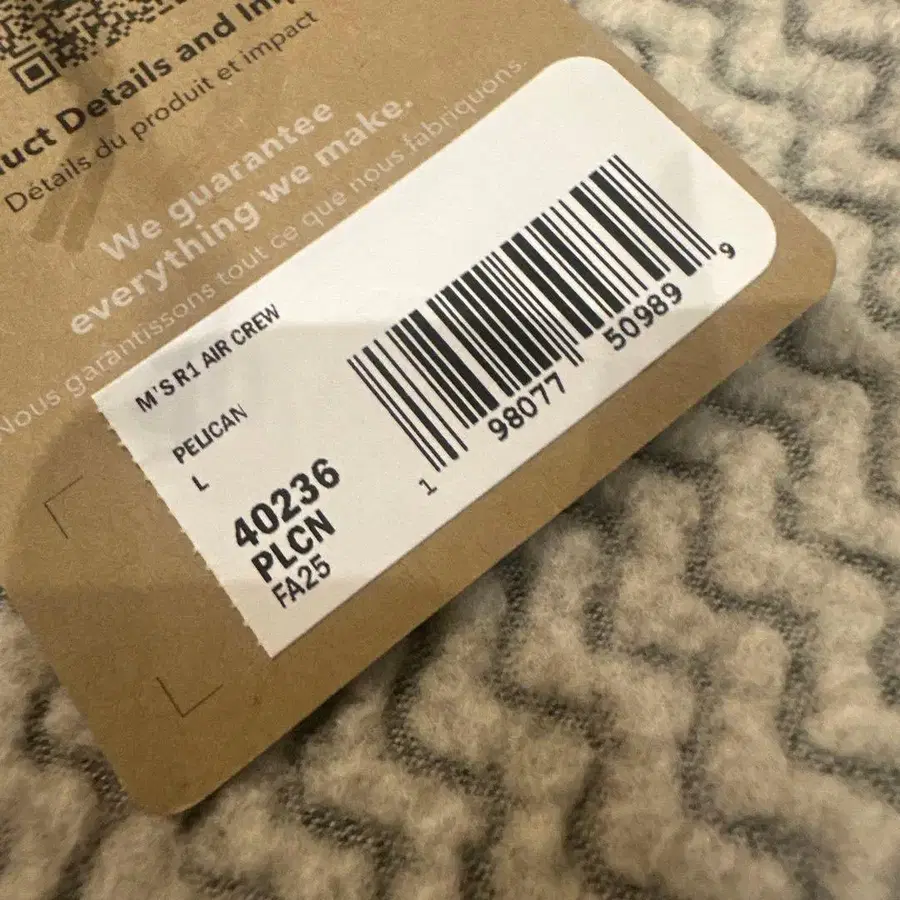 Product Details and Imp
Détails du produit et impact
We guarantee
everything we make.
Nous garantissons tout ce que nous fabriquons.
M'S R1 AIR CREW
PELICAN
L
40236
PLCN
FA25
1 98077 50989 9